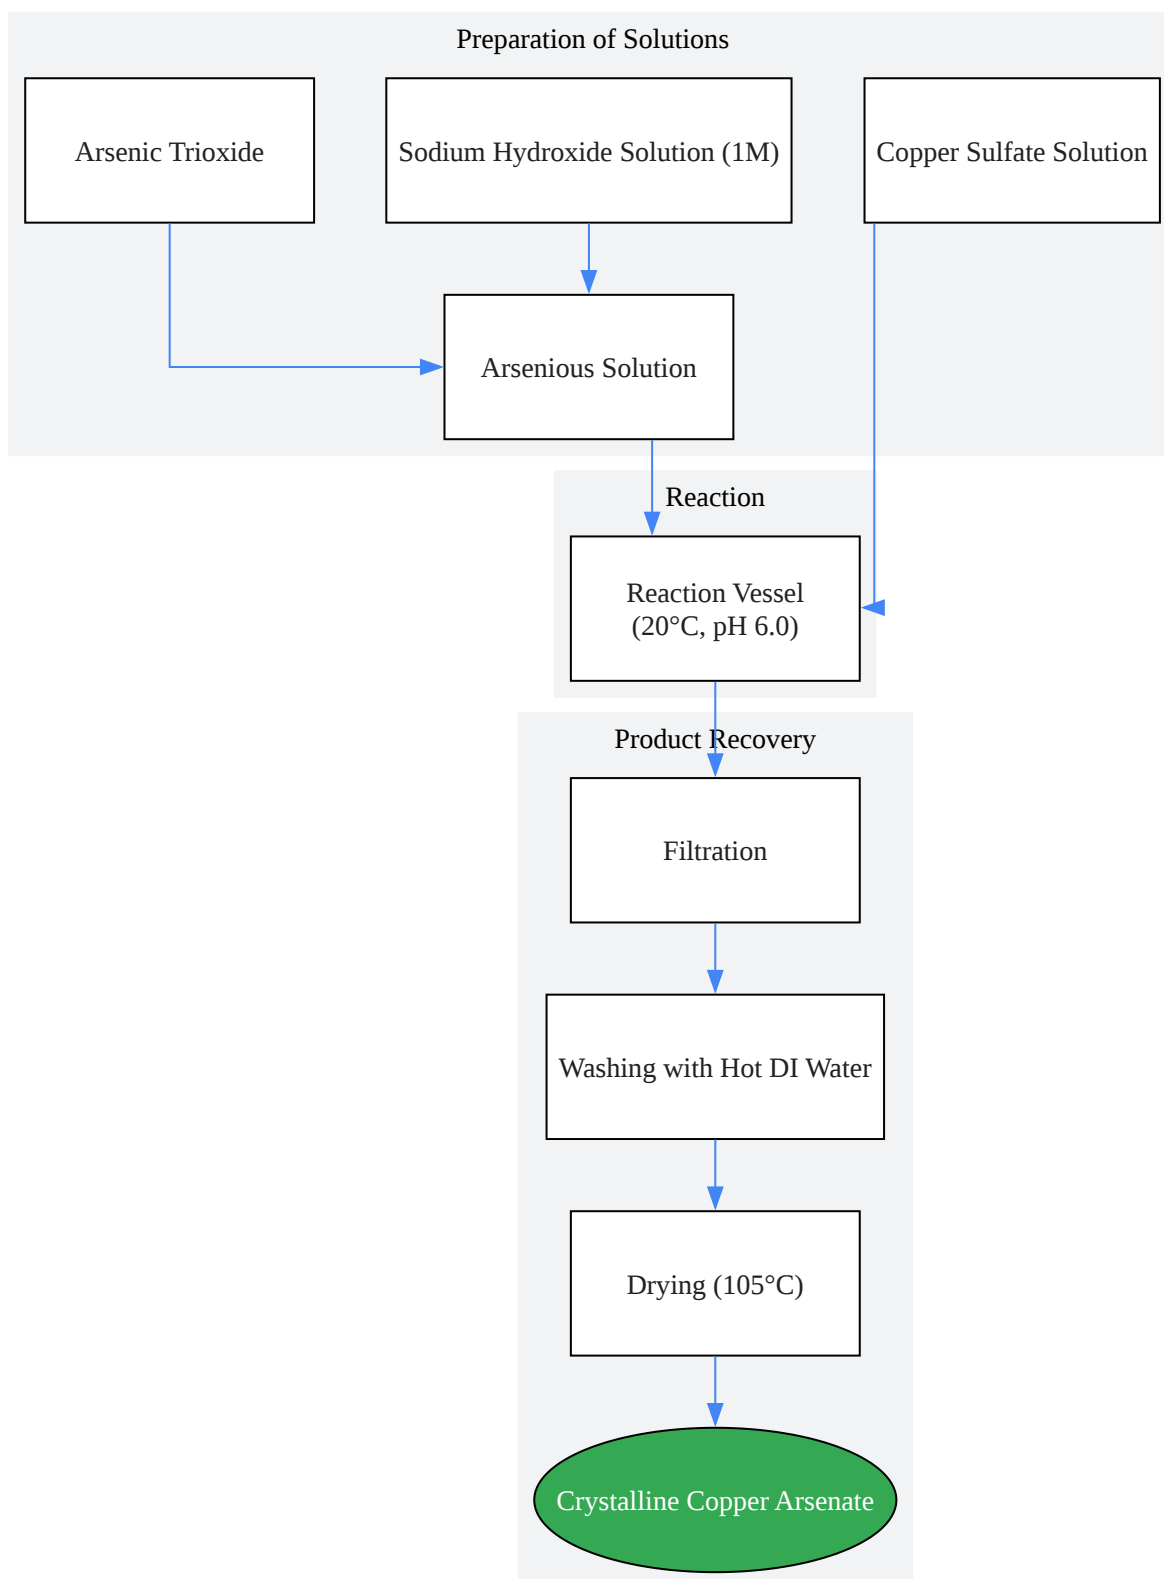 Preparation of Solutions
Arsenic Trioxide
Sodium Hydroxide Solution (1M)
Copper Sulfate Solution
Arsenious Solution
Reaction
Reaction Vessel
(20°C, pH 6.0)
Product Recovery
Filtration
Washing with Hot DI Water
Drying (105°C)
Crystalline Copper Arsenate